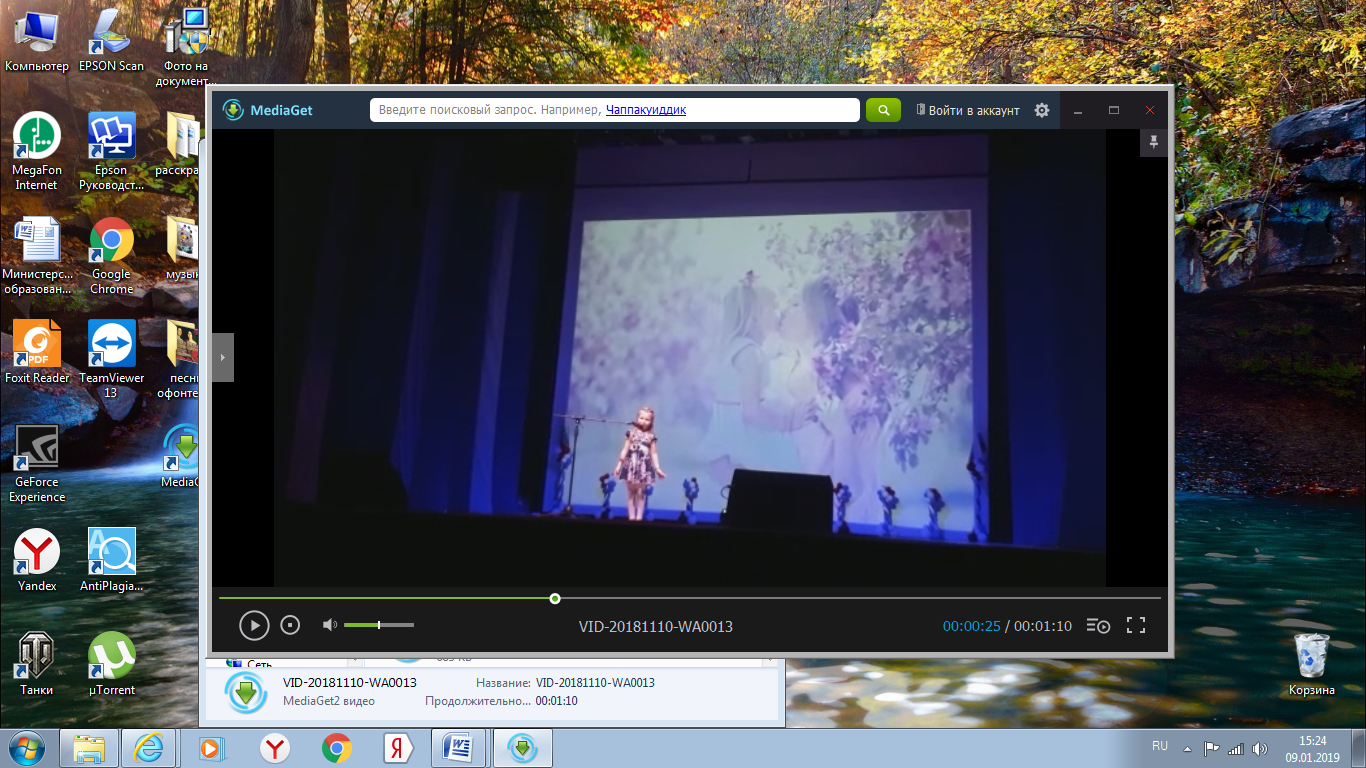 Компьютер
EPSON Scan
Фото на
документ...
MegaFon
Internet
Epson
Руководст...
расскра
Министерс...
образован...
Google
Chrome
музык
Foxit Reader
PDF
TeamViewer
13
песн
офонте
GeForce
Experience
MediaG
Yandex
AntiPlagia...
Танки
µTorrent
Корзина
MediaGet
Введите поисковый запрос. Например, Чаппакуиддик
Войти в аккаунт
VID-20181110-WA0013
00:00:25 / 00:01:10
Сеть
VID-20181110-WA0013
MediaGet2 видео
Название: VID-20181110-WA0013
Продолжительно... 00:01:10
RU
15:24
09.01.2019